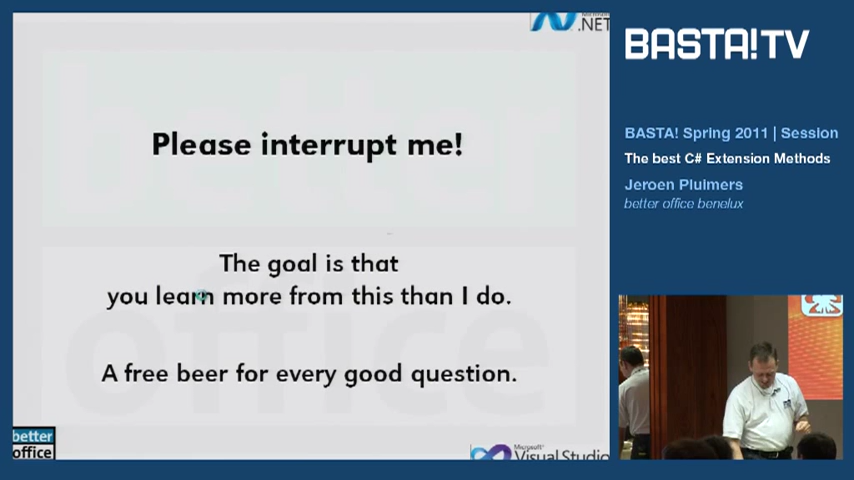 .NET
Please interrupt me!
The goal is that
you learn more from this than I do.
A free beer for every good question.
better
office
Microsoft®
Visual Studio
BASTA!TV
BASTA! Spring 2011 | Session
The best C# Extension Methods
Jeroen Pluimers
better office benelux